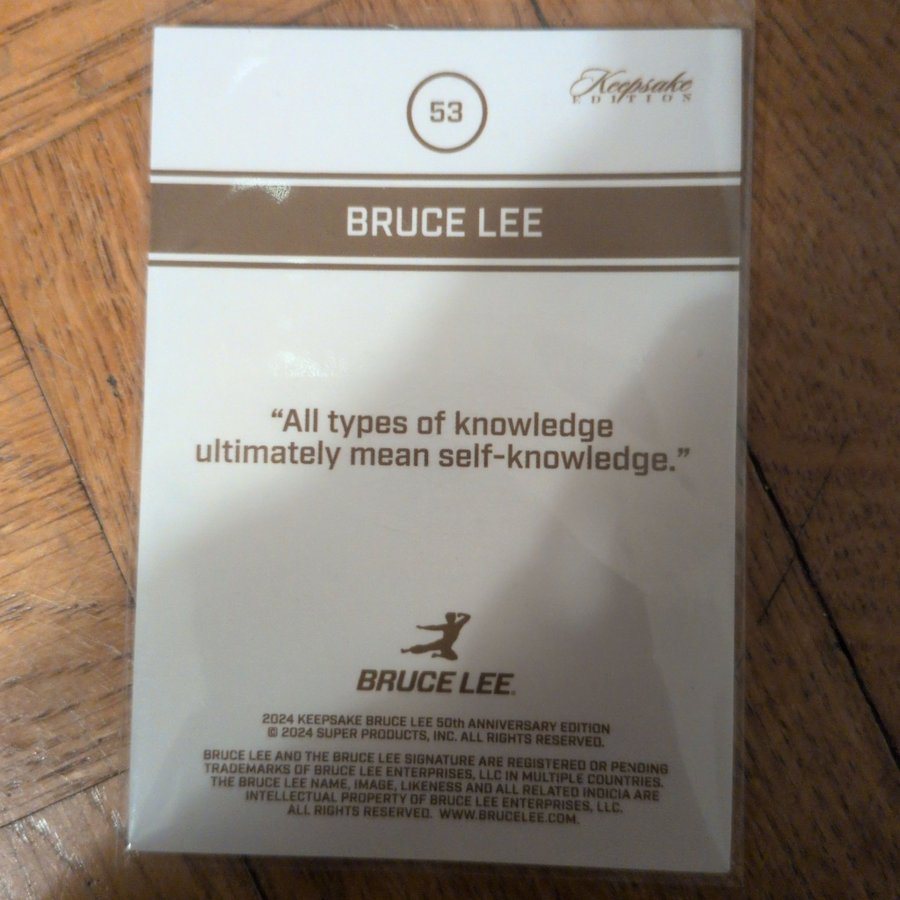 53
Keepsake
EDITION
BRUCE LEE
“All types of knowledge
ultimately mean self-knowledge.”
BRUCE LEE
2024 KEEPSAKE BRUCE LEE 50th ANNIVERSARY EDITION
© 2024 SUPER PRODUCTS, INC. ALL RIGHTS RESERVED.
BRUCE LEE AND THE BRUCE LEE SIGNATURE ARE REGISTERED OR PENDING
TRADEMARKS OF BRUCE LEE ENTERPRISES, LLC IN MULTIPLE COUNTRIES.
THE BRUCE LEE NAME, IMAGE, LIKENESS AND ALL RELATED INDICIA ARE
INTELLECTUAL PROPERTY OF BRUCE LEE ENTERPRISES, LLC.
ALL RIGHTS RESERVED. WWW.BRUCELEE.COM.